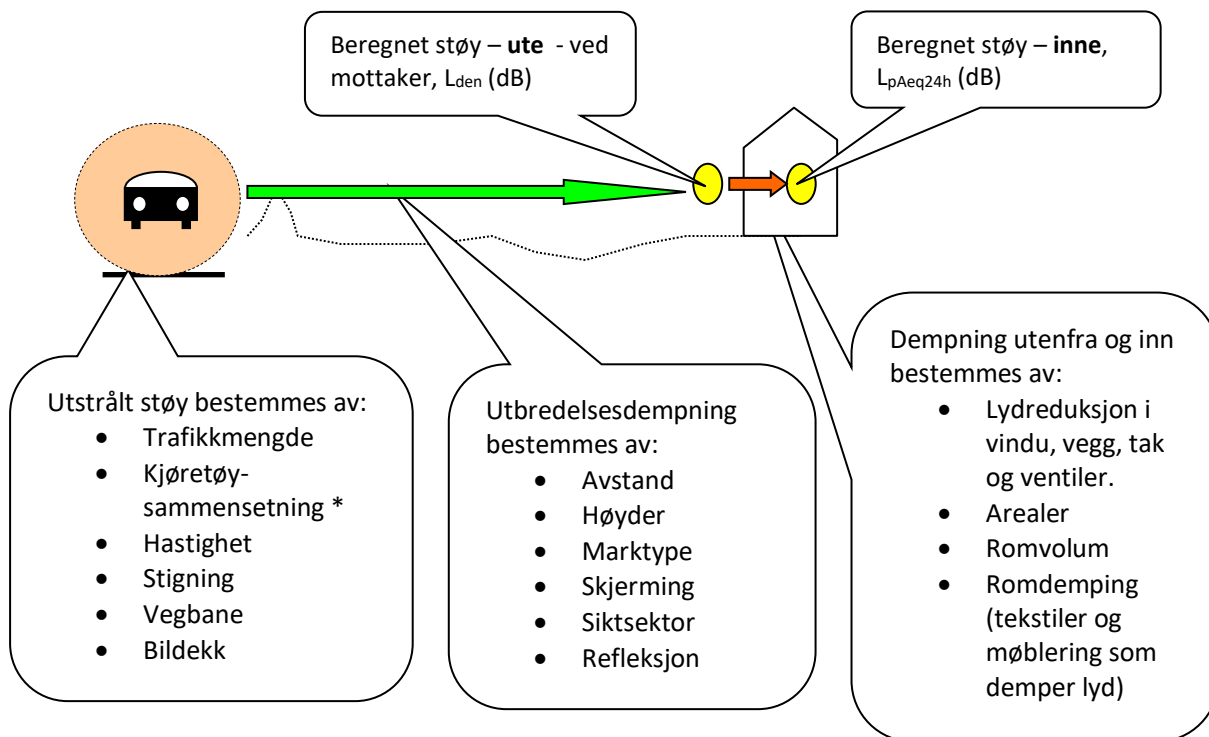 Beregnet støy – ute - ved
mottaker, Lden (dB)
Beregnet støy – inne,
LpAeq24h (dB)
Utstrålt støy bestemmes av:
• Trafikkmengde
• Kjøretøy-
sammensetning *
• Hastighet
• Stigning
• Vegbane
• Bildekk
Utbredelsesdempning
bestemmes av:
• Avstand
• Høyder
• Marktype
• Skjerming
• Siktsektor
• Refleksjon
Dempning utenfra og inn
bestemmes av:
• Lydreduksjon i
vindu, vegg, tak
og ventiler.
• Arealer
• Romvolum
• Romdemping
(tekstiler og
møblering som
demper lyd)